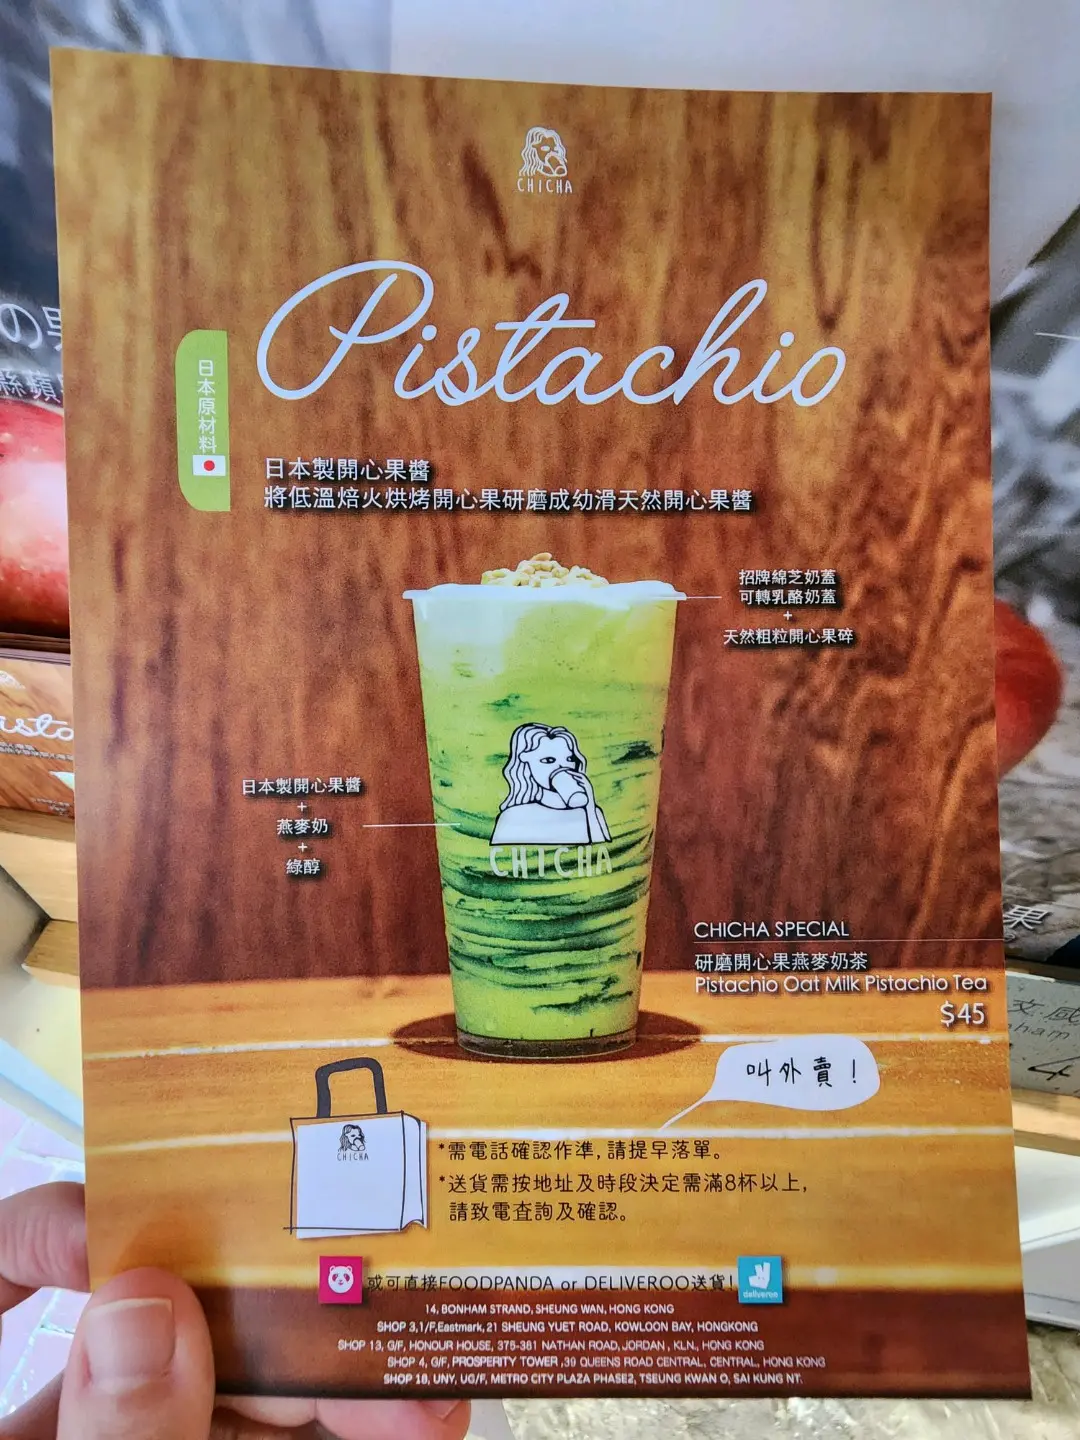 CHICHA
Pistachio
日本原材料
日本製開心果醬
將低溫焙火烘烤開心果研磨成幼滑天然開心果醬
招牌綿芝奶蓋
可轉乳酪奶蓋
+
天然粗粒開心果碎
日本製開心果醬
+
燕麥奶
+
綠醇
CHICHA
CHICHA SPECIAL
研磨開心果燕麥奶茶
Pistachio Oat Milk Pistachio Tea
$45
叫外賣！
CHICHA
*需電話確認作準, 請提早落單。
*送貨需按地址及時段決定需滿8杯以上,
請致電查詢及確認。
或可直接FOODPANDA or DELIVEROO送貨!
deliveroo
14, BONHAM STRAND, SHEUNG WAN, HONG KONG
SHOP 3,1/F,Eastmark, 21 SHEUNG YUET ROAD, KOWLOON BAY, HONGKONG
SHOP 13, G/F, HONOUR HOUSE, 375-381 NATHAN ROAD, JORDAN , KLN., HONG KONG
SHOP 4, G/F, PROSPERITY TOWER ,39 QUEENS ROAD CENTRAL, CENTRAL, HONG KONG
SHOP 18, UNY, UG/F, METRO CITY PLAZA PHASE2, TSEUNG KWAN O, SAI KUNG NT.
の
果
4